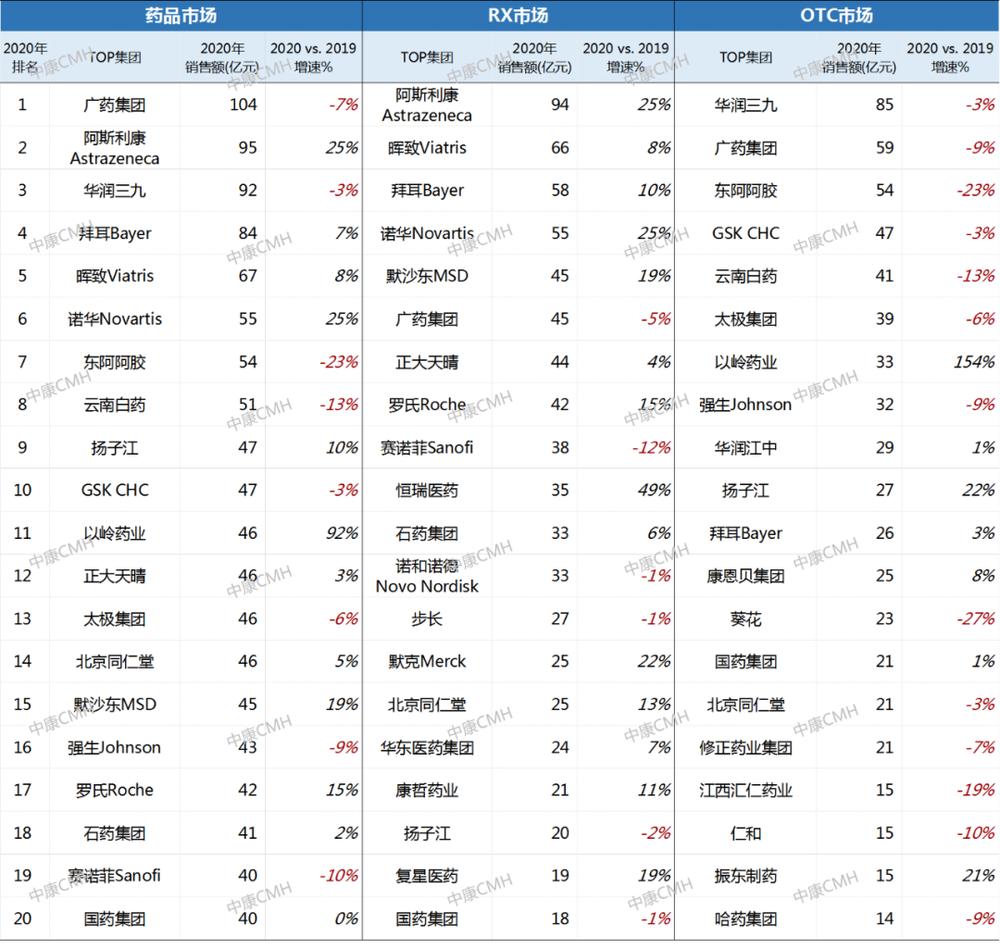 药品市场 RX市场 OTC市场
2020年 2020年 2020 vs. 2019 2020年 2020 vs. 2019 2020年 2020 vs. 2019
排名 TOP集团 销售额(亿元) 增速% TOP集团 销售额(亿元) 增速% TOP集团 销售额(亿元) 增速%
1 广药集团 104 -7% 阿斯利康 Astrazeneca 94 25% 华润三九 85 -3%
2 阿斯利康 Astrazeneca 95 25% 晖致Viatris 66 8% 广药集团 59 -9%
3 华润三九 92 -3% 拜耳Bayer 58 10% 东阿阿胶 54 -23%
4 拜耳Bayer 84 7% 诺华Novartis 55 25% GSK CHC 47 -3%
5 晖致Viatris 67 8% 默沙东MSD 45 19% 云南白药 41 -13%
6 诺华Novartis 55 25% 广药集团 45 -5% 太极集团 39 -6%
7 东阿阿胶 54 -23% 正大天晴 44 4% 以岭药业 33 154%
8 云南白药 51 -13% 罗氏Roche 42 15% 强生Johnson 32 -9%
9 扬子江 47 10% 赛诺菲Sanofi 38 -12% 华润江中 29 1%
10 GSK CHC 47 -3% 恒瑞医药 35 49% 扬子江 27 22%
11 以岭药业 46 92% 石药集团 33 6% 拜耳Bayer 26 3%
12 正大天晴 46 3% 诺和诺德 Novo Nordisk 33 -1% 康恩贝集团 25 8%
13 太极集团 46 -6% 步长 27 -1% 葵花 23 -27%
14 北京同仁堂 46 5% 默克Merck 25 22% 国药集团 21 1%
15 默沙东MSD 45 19% 北京同仁堂 25 13% 北京同仁堂 21 -3%
16 强生Johnson 43 -9% 华东医药集团 24 7% 修正药业集团 21 -7%
17 罗氏Roche 42 15% 康哲药业 21 11% 江西汇仁药业 15 -19%
18 石药集团 41 2% 扬子江 20 -2% 仁和 15 -10%
19 赛诺菲Sanofi 40 -10% 复星医药 19 19% 振东制药 15 21%
20 国药集团 40 0% 国药集团 18 -1% 哈药集团 14 -9%
中康CMH